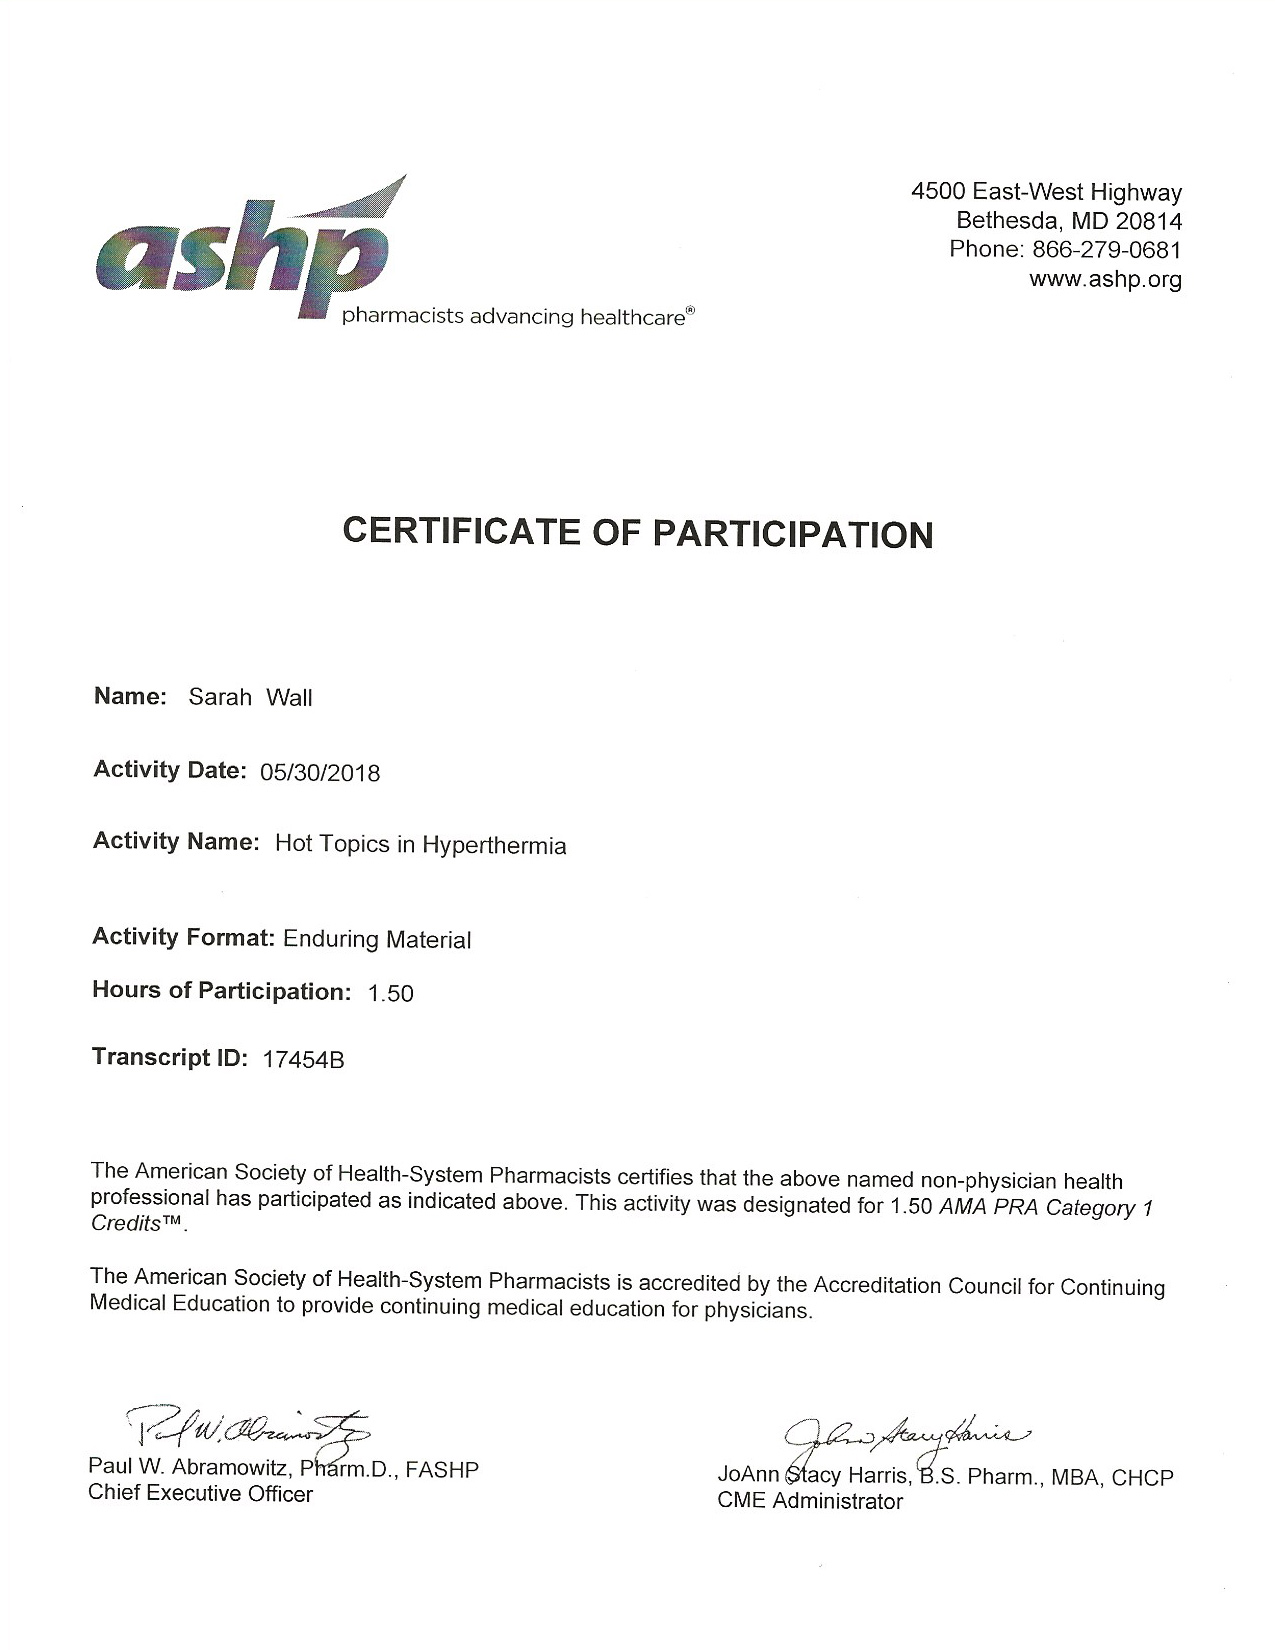 ashp
pharmacists advancing healthcare®
4500 East-West Highway
Bethesda, MD 20814
Phone: 866-279-0681
www.ashp.org
CERTIFICATE OF PARTICIPATION
Name: Sarah Wall
Activity Date: 05/30/2018
Activity Name: Hot Topics in Hyperthermia
Activity Format: Enduring Material
Hours of Participation: 1.50
Transcript ID: 17454B
The American Society of Health-System Pharmacists certifies that the above named non-physician health
professional has participated as indicated above. This activity was designated for 1.50 AMA PRA Category 1
Credits™.
The American Society of Health-System Pharmacists is accredited by the Accreditation Council for Continuing
Medical Education to provide continuing medical education for physicians.
Paul W. Abramowitz
Paul W. Abramowitz, Pharm.D., FASHP
Chief Executive Officer
JoAnn Stacy Harris
JoAnn Stacy Harris, B.S. Pharm., MBA, CHCP
CME Administrator